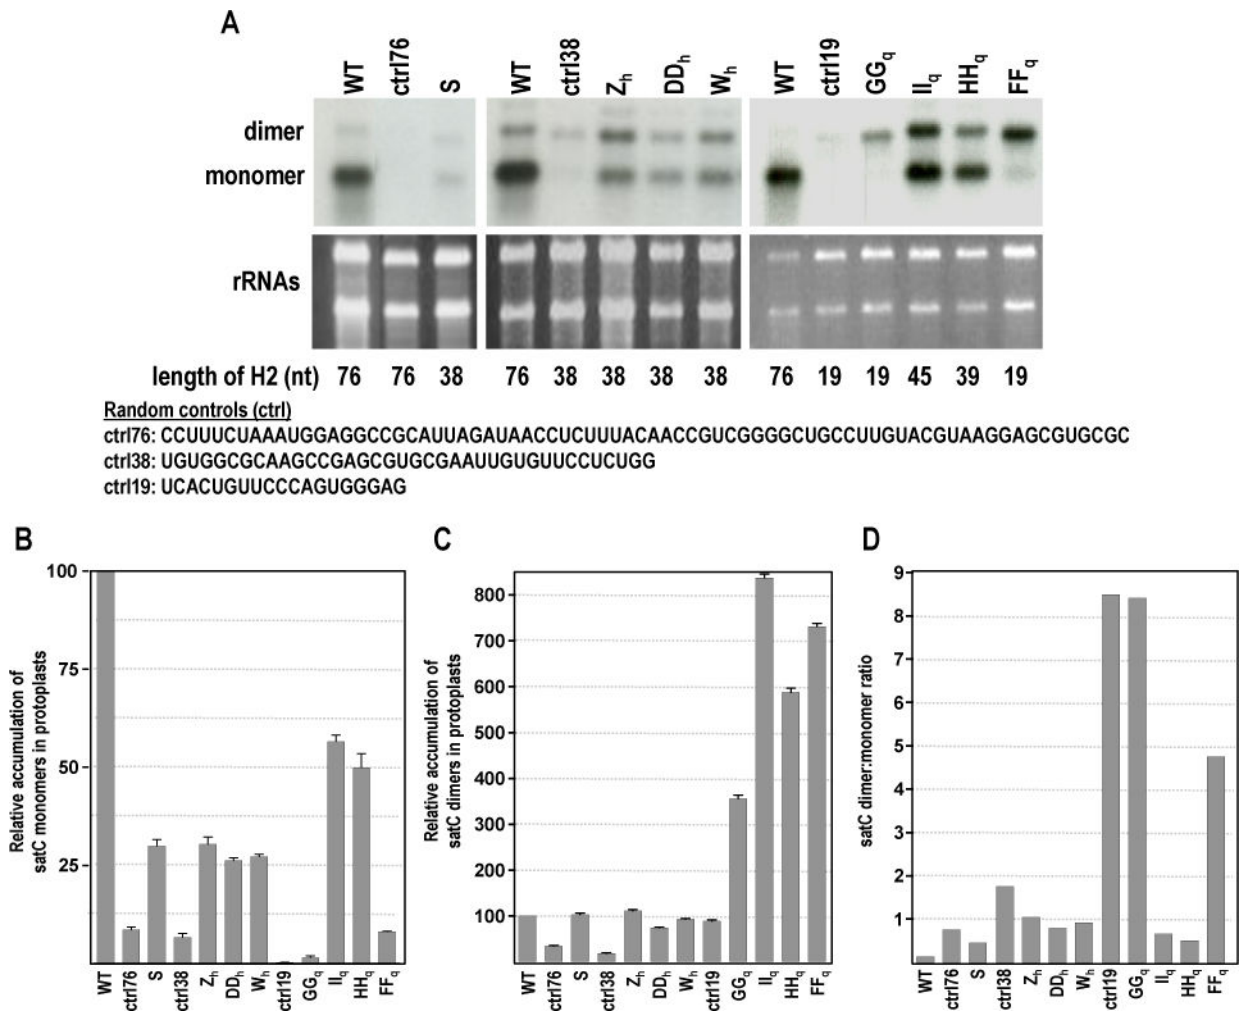 A
WT ctrl76 S WT ctrl38 Zh DDh Wh WT ctrl19 GGq IIq HHq FFq
dimer
monomer
rRNAs
length of H2 (nt) 76 76 38 76 38 38 38 38 76 19 19 45 39 19
Random controls (ctrl)
ctrl76: CCUUUCUAAAUGGAGGCCGCAUUAGAUAACCUCUUUACAACCGUCGGGGCUGCCUUGUACGUAAGGAGCGUGCGC
ctrl38: UGUGGCGCAAGCCGAGCGUGCGAAUUGUGUUCCUCUGG
ctrl19: UCACUGUUCCCAGUGGGAG
B
Relative accumulation of
satC monomers in protoplasts
100
75
50
25
WT ctrl76 S ctrl38 Zh DDh Wh ctrl19 GGq IIq HHq FFq
C
Relative accumulation of
satC dimers in protoplasts
800
700
600
500
400
300
200
100
WT ctrl76 S ctrl38 Zh DDh Wh ctrl19 GGq IIq HHq FFq
D
satC dimer:monomer ratio
9
8
7
6
5
4
3
2
1
WT ctrl76 S ctrl38 Zh DDh Wh ctrl19 GGq IIq HHq FFq